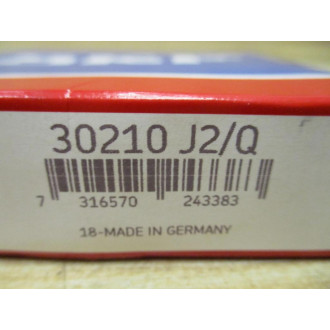 30210 J2/Q
7 316570 243383
18-MADE IN GERMANY